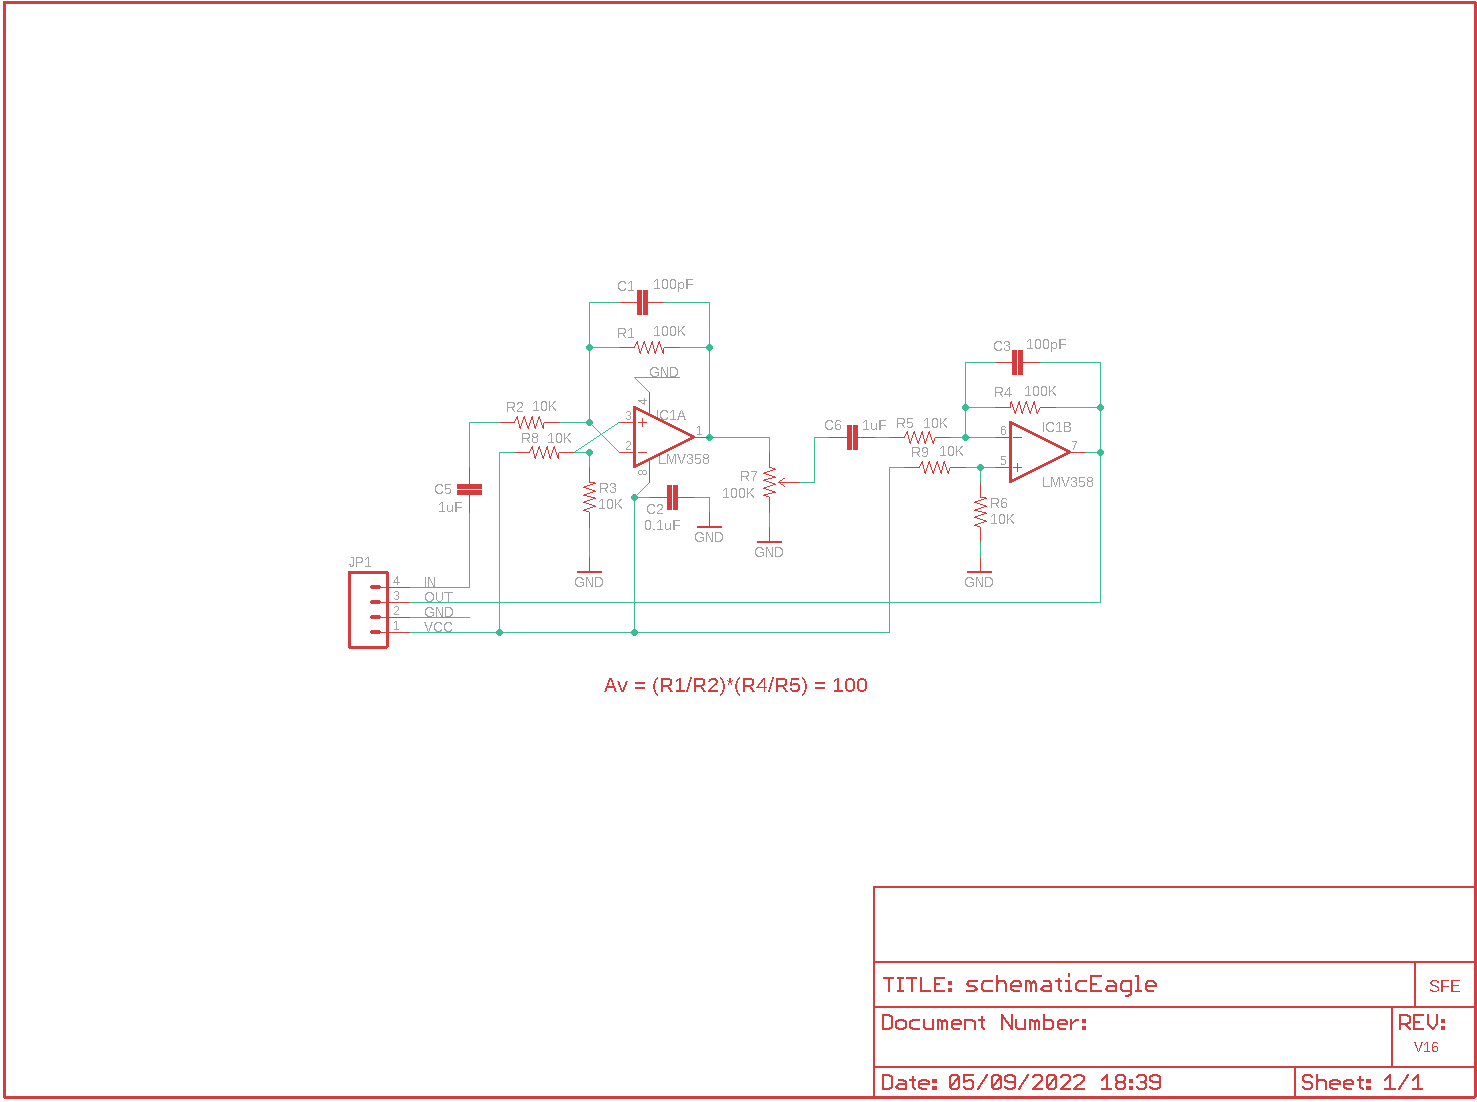 C1 100pF
R1 100K
GND
C3 100pF
R4 100K
R2 10K
4
3 IC1A
1
R8 10K
2
LMV358
8
C6 1uF
R5 10K
6 IC1B
7
R9 10K
5
LMV358
R7
100K
C5
1uF
R3
10K
C2
0.1uF
GND
GND
R6
10K
GND
GND
JP1
4 IN
3 OUT
2 GND
1 VCC
Av = (R1/R2)*(R4/R5) = 100
TITLE: schematicEagle
SFE
Document Number:
REV:
V16
Date: 05/09/2022 18:39
Sheet: 1/1